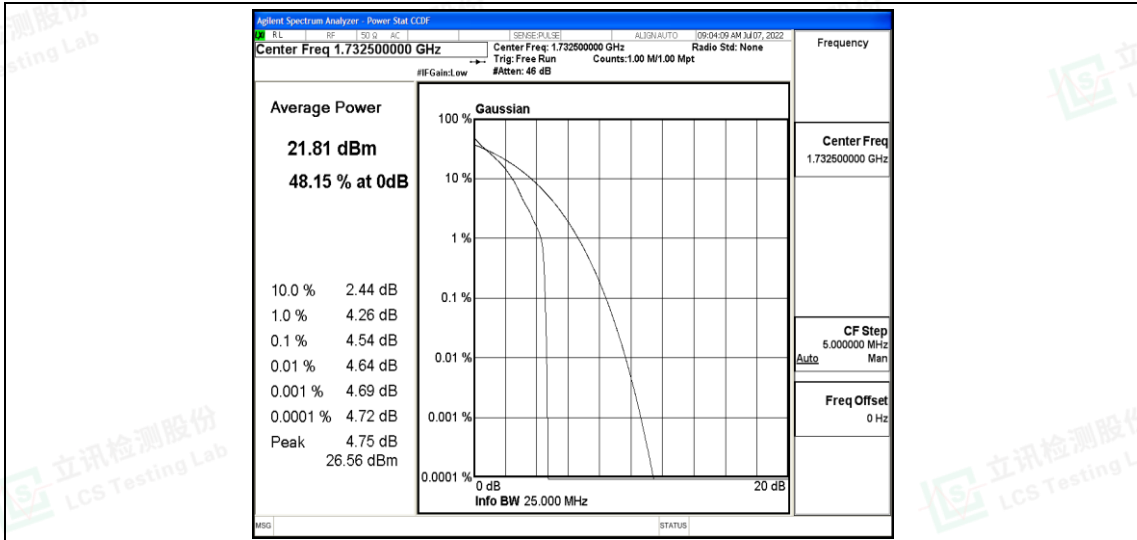 Agilent Spectrum Analyzer - Power Stat CCDF
RL RF 50 Ω AC SENSE:PULSE ALIGNAUTO 09:04:09 AM Jul 07, 2022
Center Freq 1.732500000 GHz
Center Freq: 1.732500000 GHz Radio Std: None
Trig: Free Run Counts:1.00 M/1.00 Mpt
#IFGain:Low #Atten: 46 dB
Frequency
Average Power
21.81 dBm
48.15 % at 0dB
10.0 % 2.44 dB
1.0 % 4.26 dB
0.1 % 4.54 dB
0.01 % 4.64 dB
0.001 % 4.69 dB
0.0001 % 4.72 dB
Peak 4.75 dB
26.56 dBm
Gaussian
100 %
10 %
1 %
0.1 %
0.01 %
0.001 %
0.0001 %
0 dB 20 dB
Info BW 25.000 MHz
Center Freq
1.732500000 GHz
CF Step
5.000000 MHz
Auto Man
Freq Offset
0 Hz
MSG STATUS
立讯检测股份
LCS Testing Lab
立讯检测股份
LCS Testing L